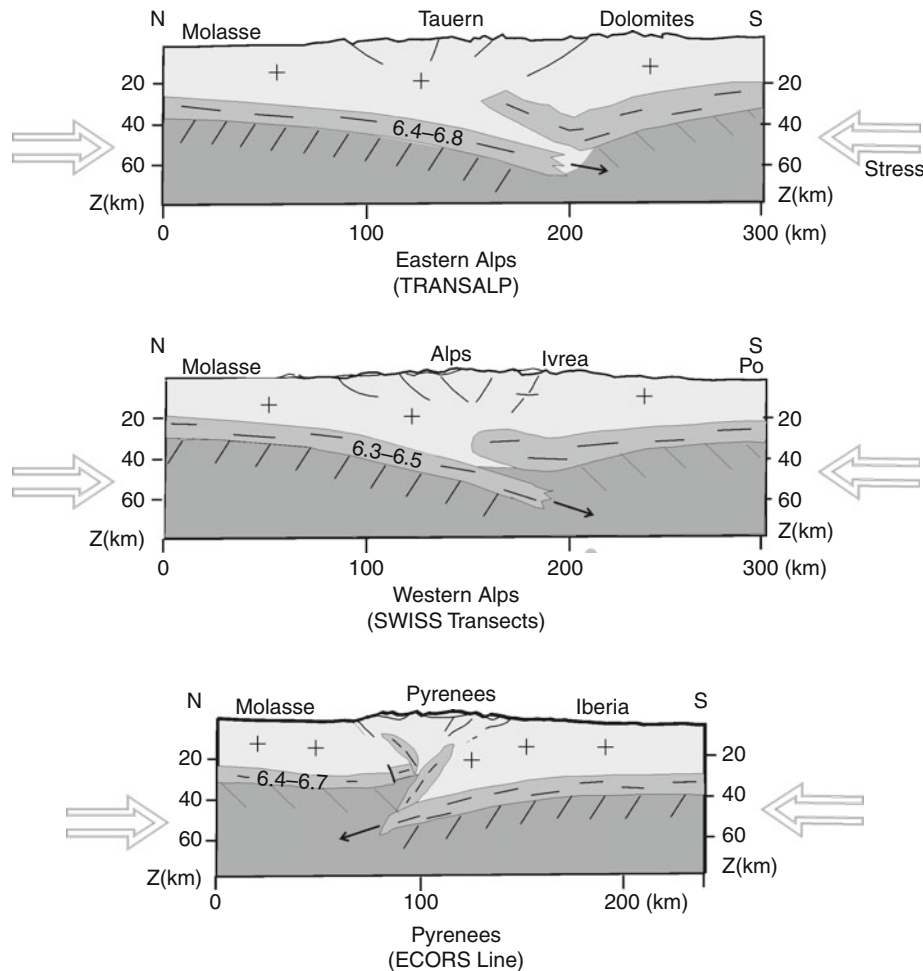 N Tauern Dolomites S
Molasse
20 20
40 6.4–6.8 40
60 60
Stress
Z(km) Z(km)
0 100 200 300 (km)
Eastern Alps
(TRANSALP)
N Alps Ivrea S
Molasse Po
20 20
40 6.3–6.5 40
60 60
Z(km) Z(km)
0 100 200 300 (km)
Western Alps
(SWISS Transects)
N Pyrenees S
Molasse Iberia
20 20
6.4–6.7
40 40
60 60
Z(km) Z(km)
0 100 200 (km)
Pyrenees
(ECORS Line)